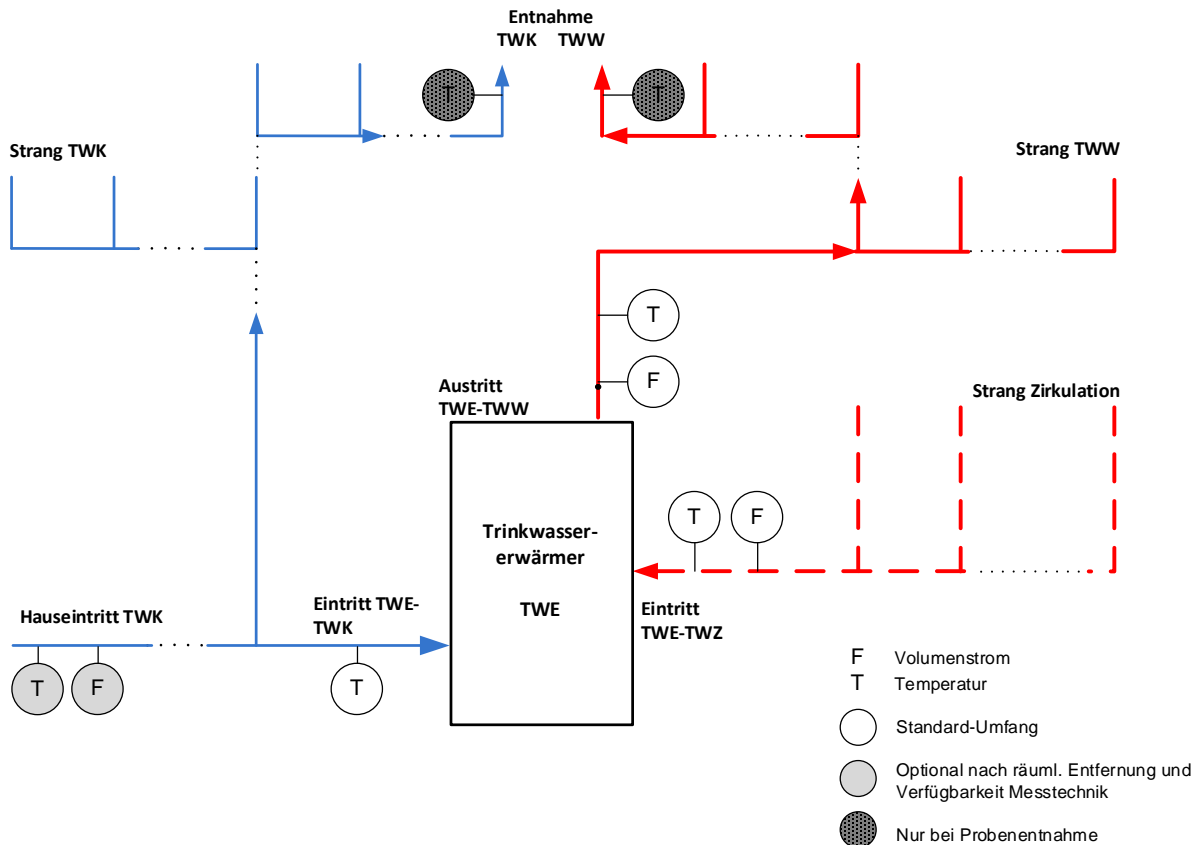 Entnahme
TWK TWW
T
T
Strang TWK
Strang TWW
T
F
Austritt
TWE-TWW
Strang Zirkulation
T
F
Trinkwasser-
erwärmer
TWE
Hauseintritt TWK
Eintritt TWE-
TWK
Eintritt
TWE-TWZ
T
F
T
F Volumenstrom
T Temperatur
Standard-Umfang
Optional nach räuml. Entfernung und
Verfügbarkeit Messtechnik
Nur bei Probenentnahme